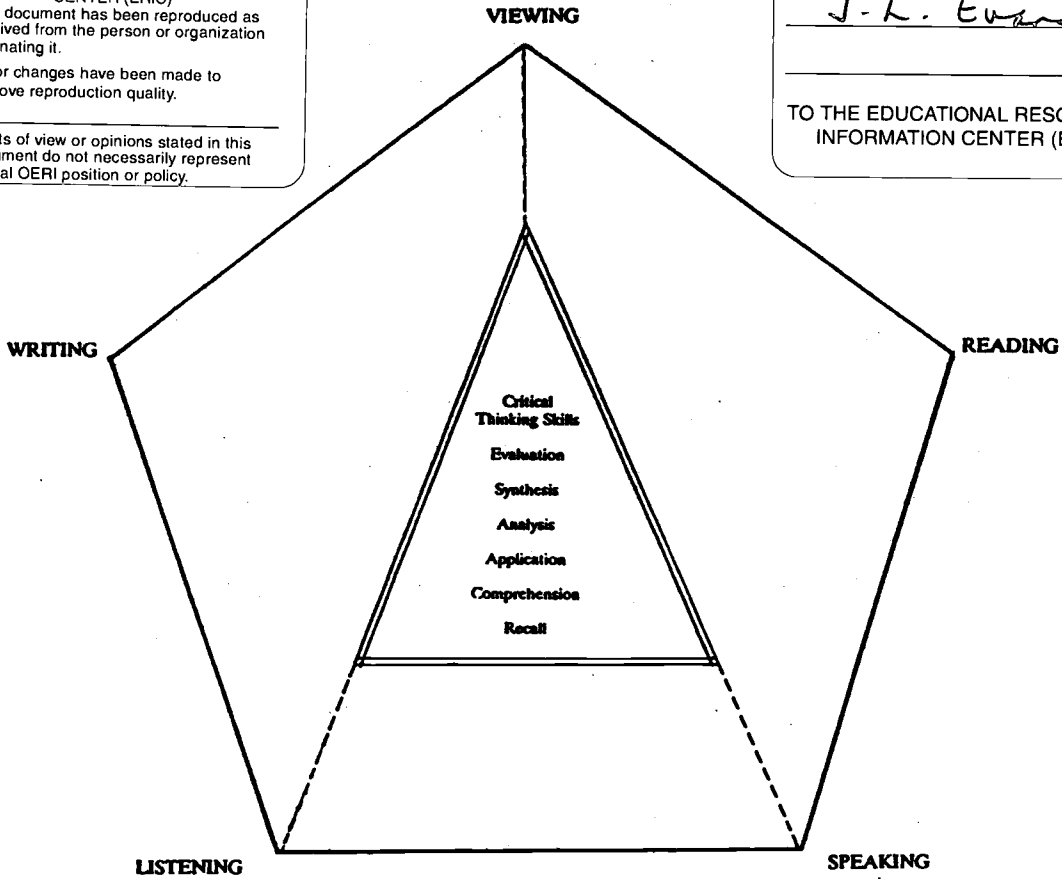 CENTER (ERIC)
document has been reproduced as
ived from the person or organization
nating it.
or changes have been made to
ove reproduction quality.
ts of view or opinions stated in this
ment do not necessarily represent
al OERI position or policy.
J. L.
TO THE EDUCATIONAL RESO
INFORMATION CENTER (E
VIEWING
WRITING
READING
Critical
Thinking Skills
Evaluation
Synthesis
Analysis
Application
Comprehension
Recall
LISTENING
SPEAKING